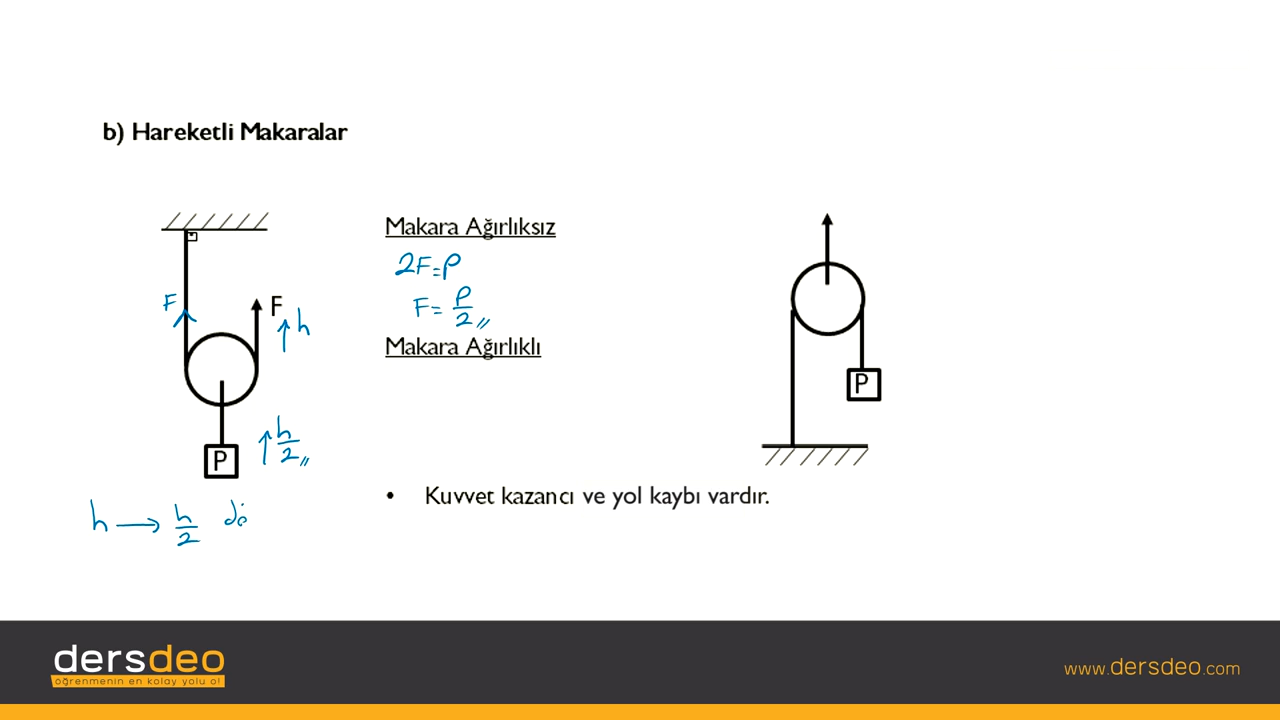 b) Hareketli Makaralar
Makara Ağırlıksız
2F=P
F
F
h
F= P/2
Makara Ağırlıklı
P
h/2
P
Kuvvet kazancı ve yol kaybı vardır.
h → h/2
dersdeo
öğrenmenin en kolay yolu o!
www.dersdeo.com